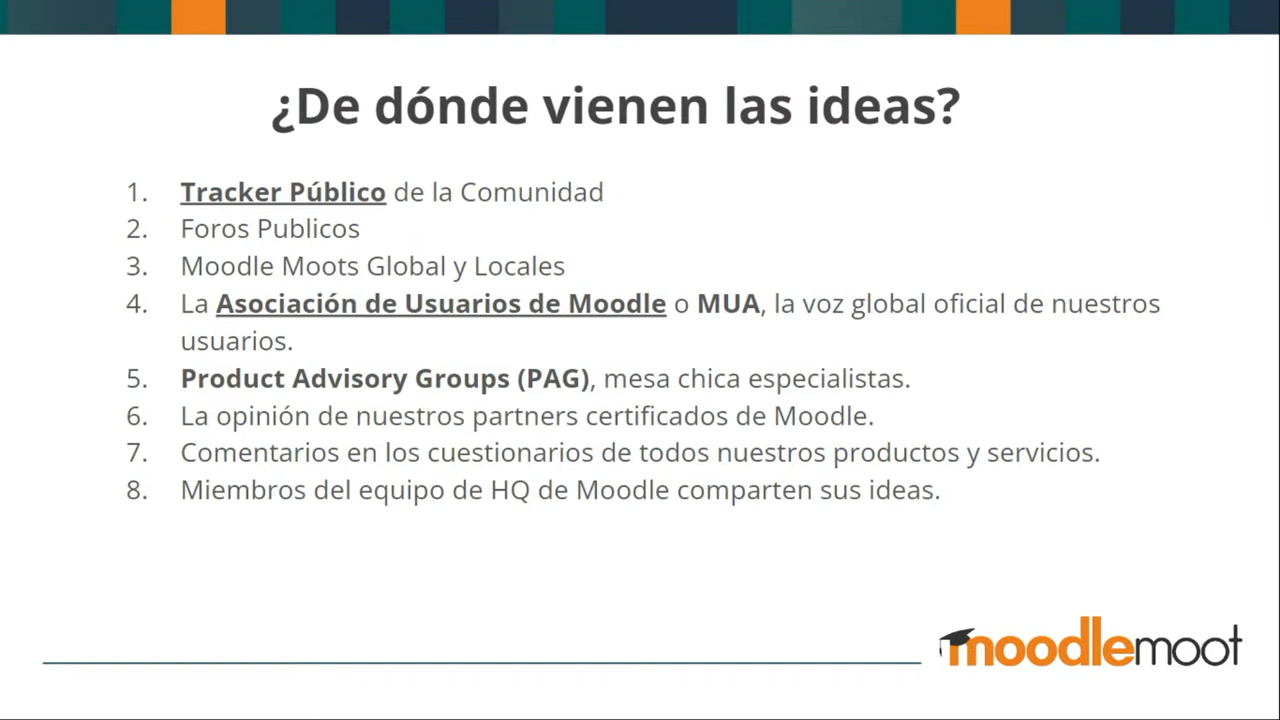 ¿De dónde vienen las ideas?
1. Tracker Público de la Comunidad
2. Foros Publicos
3. Moodle Moots Global y Locales
4. La Asociación de Usuarios de Moodle o MUA, la voz global oficial de nuestros
usuarios.
5. Product Advisory Groups (PAG), mesa chica especialistas.
6. La opinión de nuestros partners certificados de Moodle.
7. Comentarios en los cuestionarios de todos nuestros productos y servicios.
8. Miembros del equipo de HQ de Moodle comparten sus ideas.
moodlemoot